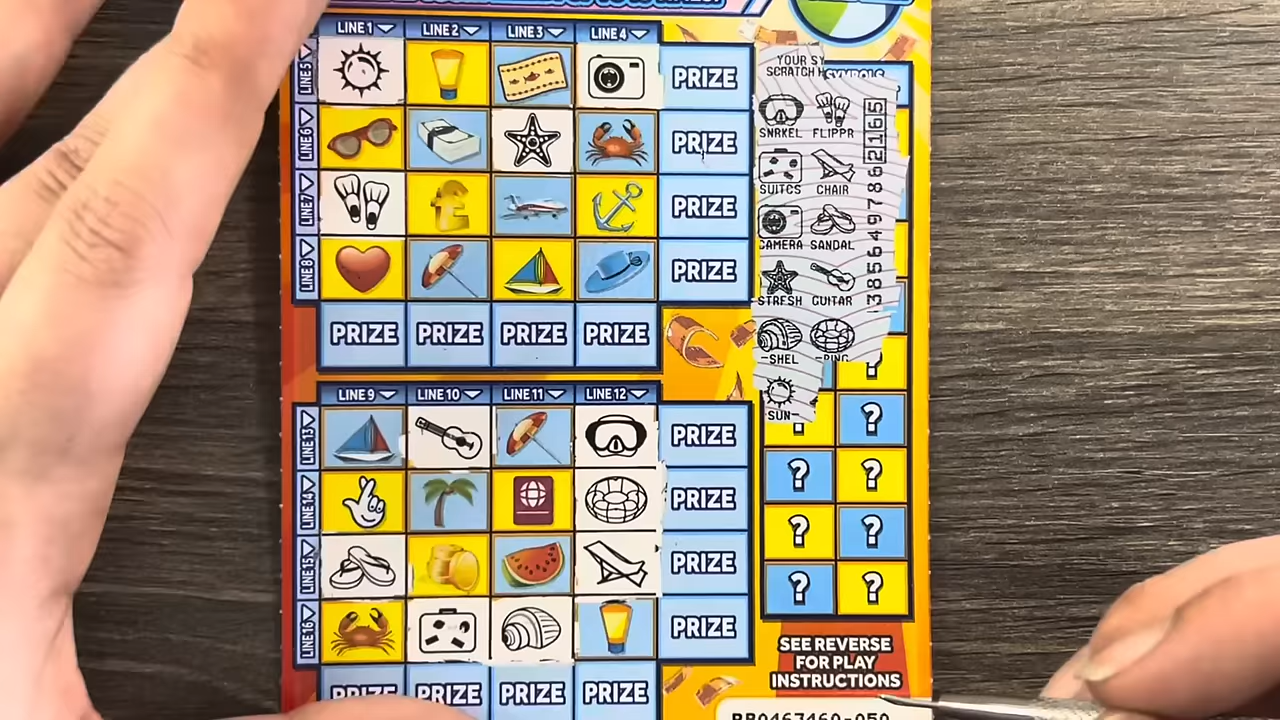 LINE 1 LINE 2 LINE 3 LINE 4
LINE 5
PRIZE
LINE 6
PRIZE
LINE 7
£
PRIZE
LINE 8
PRIZE
PRIZE PRIZE PRIZE PRIZE
YOUR SY
SCRATCH H
SYMBOLS
SNRKEL FLIPPR
SUITCS CHAIR
CAMERA SANDAL
STRFSH GUITAR
-SHEL -RING
SUN-
LINE 9 LINE 10 LINE 11 LINE 12
LINE 13
PRIZE
LINE 14
PRIZE
LINE 15
PRIZE
LINE 16
PRIZE
PRIZE PRIZE PRIZE PRIZE
?
? ?
? ?
? ?
? ?
SEE REVERSE
FOR PLAY
INSTRUCTIONS